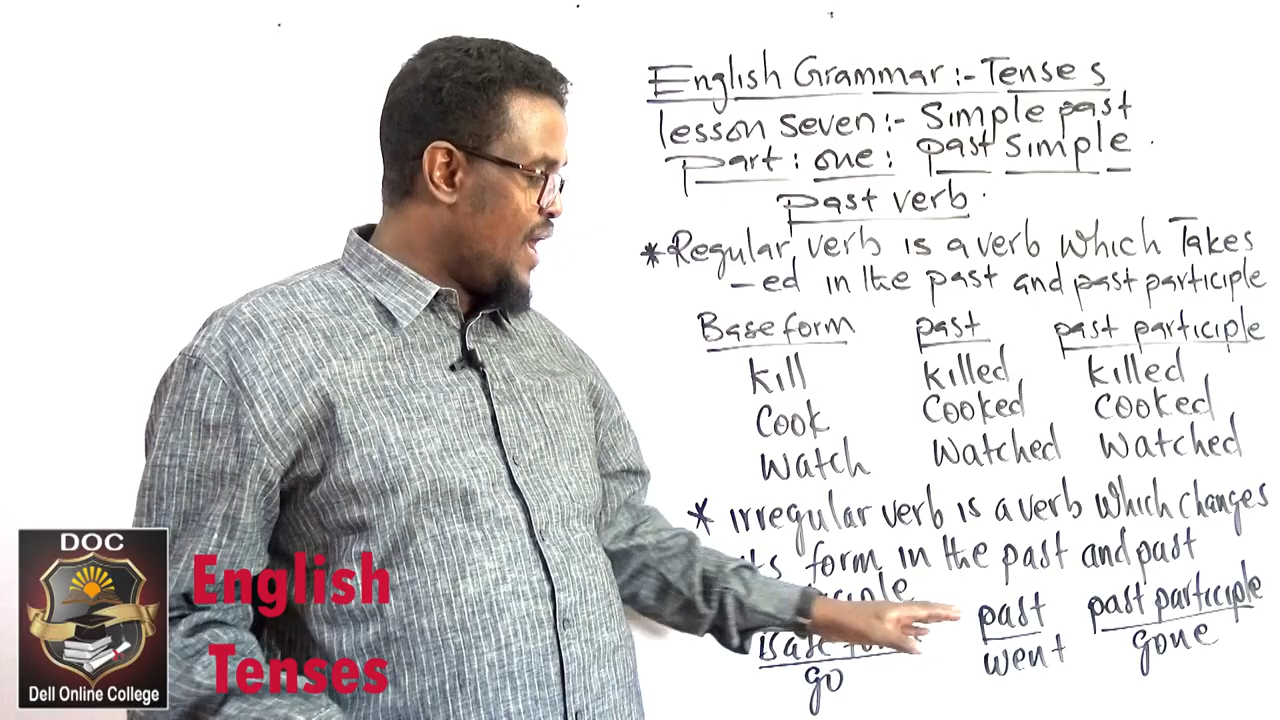 English Grammar:- Tenses
lesson seven:- Simple past
Part: one: past simple
Past verb.
* Regular verb is a verb which Takes
-ed in the past and past participle
Base form past past participle
kill killed killed
Cook Cooked Cooked
Watch Watched Watched
* irregular verb is a verb which changes
form in the past and past
past past participle
went gone
go
DOC
Dell Online College
English
Tenses